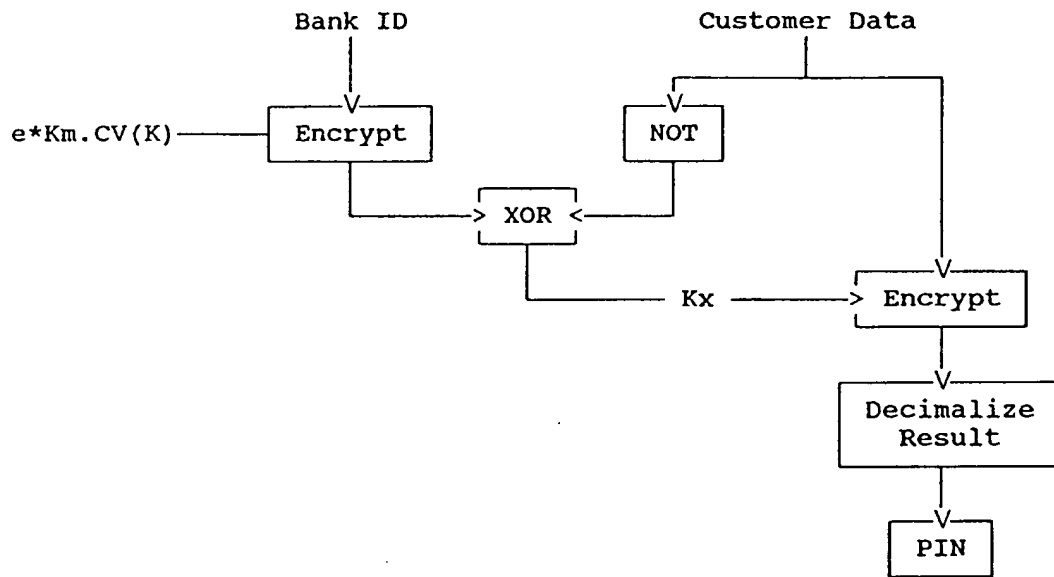 Bank ID
Customer Data
e*Km.CV(K)
Encrypt
NOT
XOR
Kx
Encrypt
Decimalize
Result
PIN